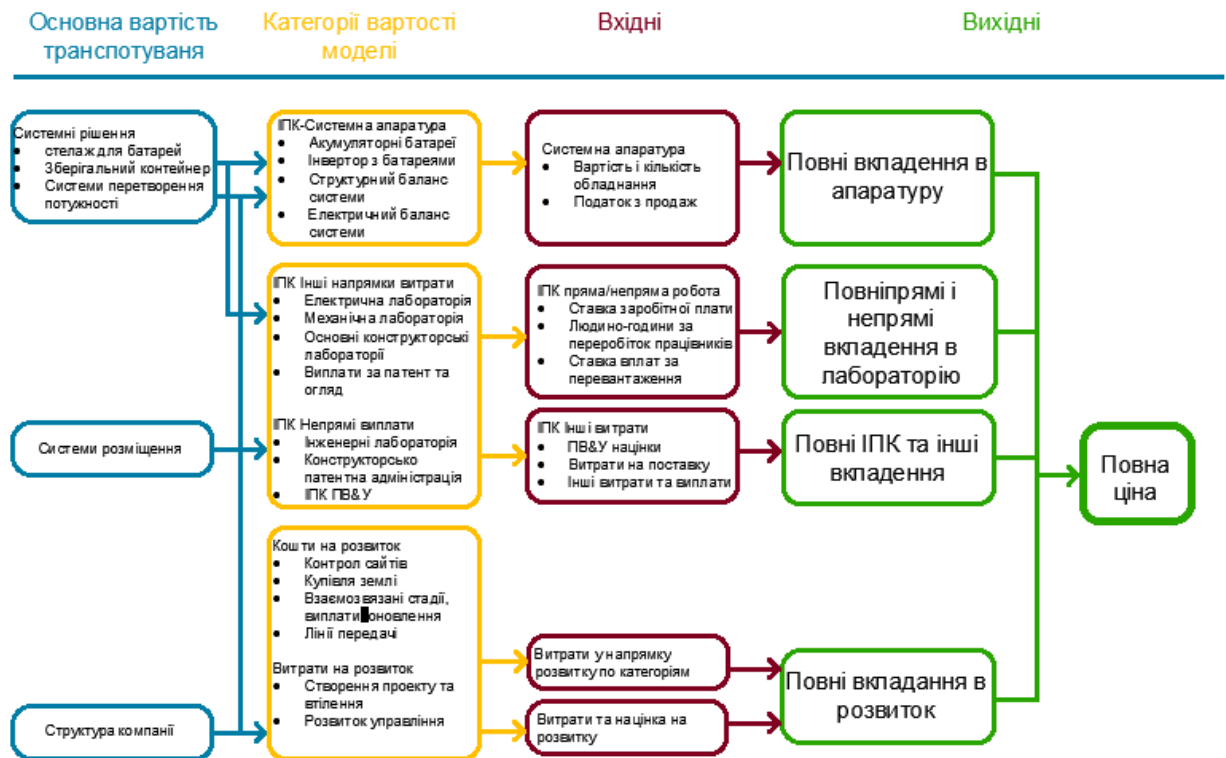 Основна вартість
транспотуваня
Категорії вартості
моделі
Вхідні
Вихідні
Системні рішення
• стелаж для батарей
• Зберігальний контейнер
• Системи перетворення
потужності
Системи розміщення
Структура компанії
ІПК-Системна апаратура
• Акумуляторні батареї
• Інвертор з батареями
• Структурний баланс
системи
• Електричний баланс
системи
ІПК Інші напрямки витрати
• Електрична лабораторія
• Механічна лабораторія
• Основні конструкторські
лабораторії
• Виплати за патент та
огляд
ІПК Непрямі виплати
• Інженерні лабораторія
• Конструкторсько
патентна адміністрація
• ІПК ПВ&У
Кошти на розвиток
• Контрол сайтів
• Купівля землі
• Взаємозвязані стадії,
виплати оновлення
• Лінії передачі
Витрати на розвиток
• Створення проекту та
втілення
• Розвиток управління
Системна апаратура
• Вартість і кількість
обладнання
• Податок з продаж
ІПК пряма/непряма робота
• Ставка заробітної плати
• Людино-години за
переробіток працівників
• Ставка вплат за
перевантаження
ІПК Інші витрати
• ПВ&У націнки
• Витрати на поставку
• Інші витрати та виплати
Витрати у напрямку
розвитку по категоріям
Витрати та націнка на
розвитку
Повні вкладення в
апаратуру
Повніпрямі і
непрямі
вкладення в
лабораторію
Повні ІПК та інші
вкладення
Повні вкладання в
розвиток
Повна
ціна